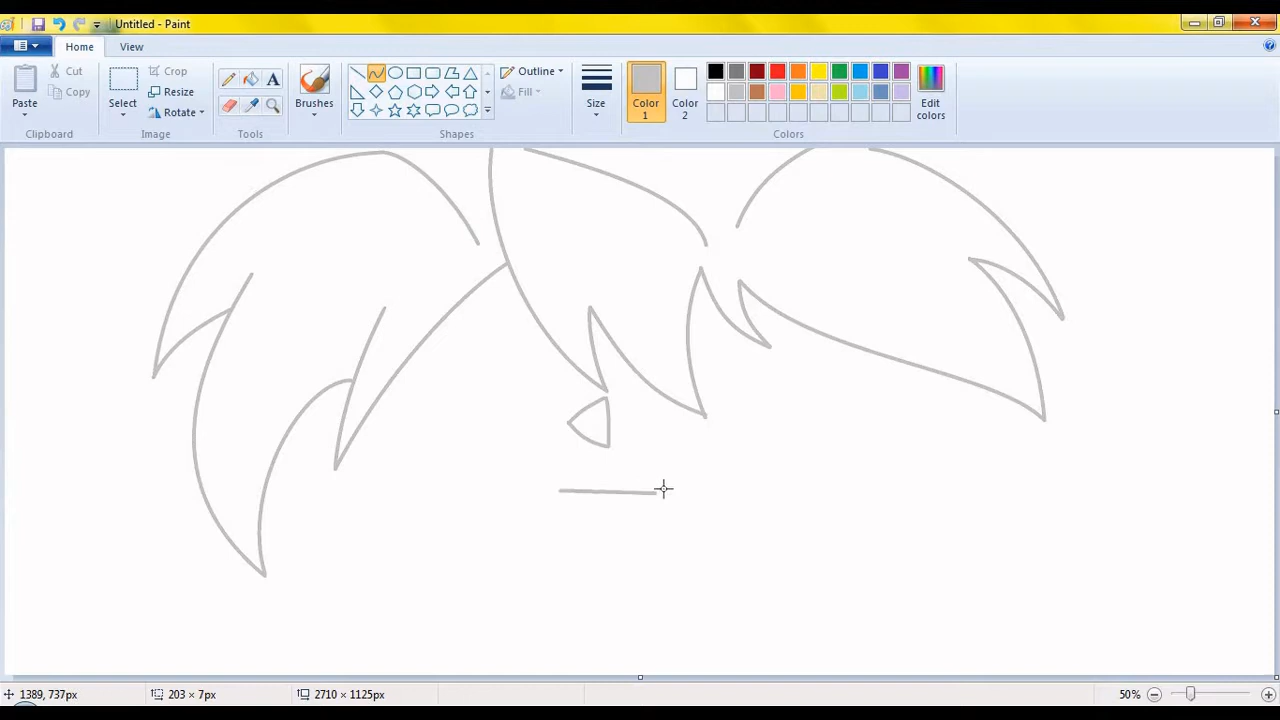 Untitled - Paint
Home View
Paste
Cut
Copy
Clipboard
Select
Crop
Resize
Rotate
Image
A
Tools
Brushes
Outline
Fill
Shapes
Size
Color 1
Color 2
Edit colors
Colors
1389, 737px
203 × 7px
2710 × 1125px
50%